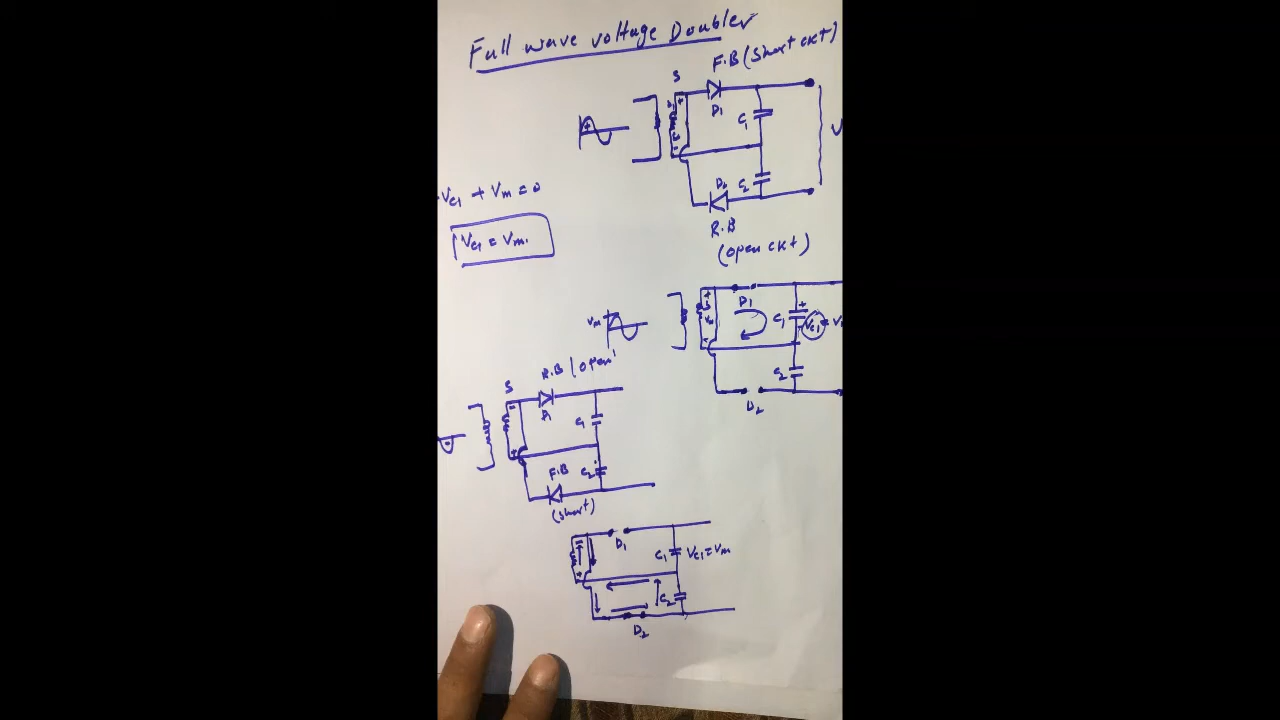 Full wave voltage Doubler
F.B (Short ckt)
S
+
D1
C1
+
-
V
C2
D2
R.B
(open ckt)
-Vc1 + Vm = 0
Vc1 = Vm.
+
D1
+
Vm
C1
Vc1 = V
Vm
-
C2
D2
R.B (open
S
-
D1
C1
+
F.B
C2
(short)
D1
C1
Vc1 = Vm
+
C2
D2